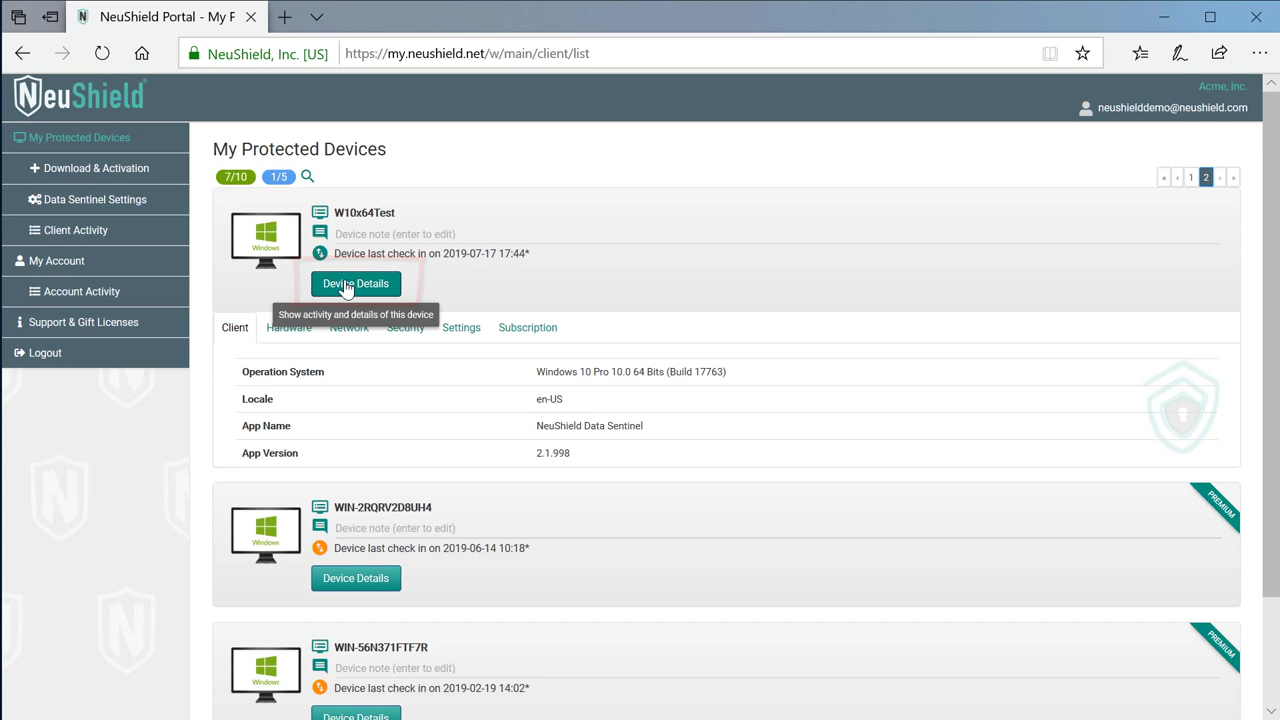 NeuShield Portal - My F
NeuShield, Inc. [US]
https://my.neushield.net/w/main/client/list
NeuShield
Acme, Inc.
neushielddemo@neushield.com
My Protected Devices
Download & Activation
Data Sentinel Settings
Client Activity
My Account
Account Activity
Support & Gift Licenses
Logout
My Protected Devices
7/10
1/5
« ‹ 1 2 › »
Windows
W10x64Test
Device note (enter to edit)
Device last check in on 2019-07-17 17:44*
Device Details
Show activity and details of this device
Client Hardware Network Security Settings Subscription
Operation System Windows 10 Pro 10.0 64 Bits (Build 17763)
Locale en-US
App Name NeuShield Data Sentinel
App Version 2.1.998
PREMIUM
Windows
WIN-2RQRV2D8UH4
Device note (enter to edit)
Device last check in on 2019-06-14 10:18*
Device Details
PREMIUM
Windows
WIN-56N371FTF7R
Device note (enter to edit)
Device last check in on 2019-02-19 14:02*
Device Details